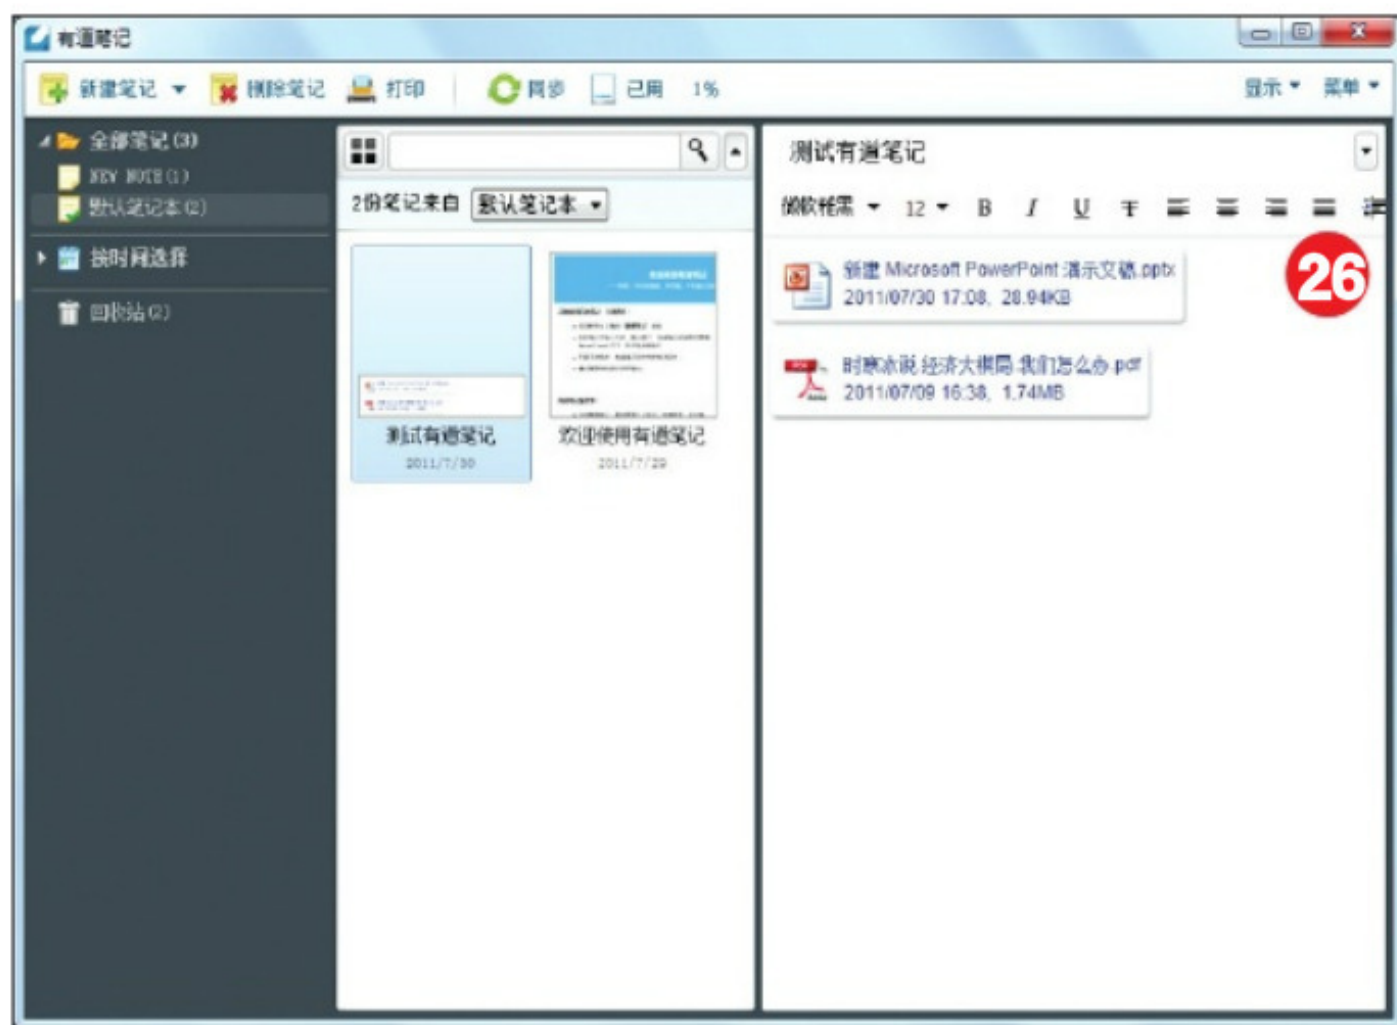 有道笔记
新建笔记 删除笔记 打印 同步 已用 1% 显示 菜单
全部笔记(3)
NEW NOTE(1)
默认笔记本(2)
按时间选择
回收站(2)
2份笔记来自 默认笔记本
测试有道笔记
2011/7/30
欢迎使用有道笔记
2011/7/29
测试有道笔记
微软雅黑 12 B I U T
新建 Microsoft PowerPoint 演示文稿.pptx
2011/07/30 17:08, 28.94KB
时寒冰说 经济大棋局 我们怎么办.pdf
2011/07/09 16:38, 1.74MB
26